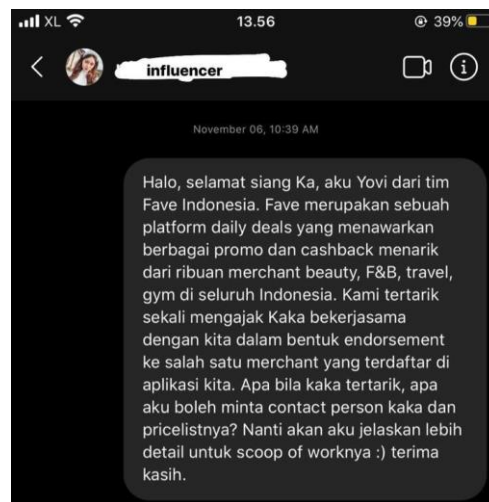 XL 13.56 39%
influencer
November 06, 10:39 AM
Halo, selamat siang Ka, aku Yovi dari tim
Fave Indonesia. Fave merupakan sebuah
platform daily deals yang menawarkan
berbagai promo dan cashback menarik
dari ribuan merchant beauty, F&B, travel,
gym di seluruh Indonesia. Kami tertarik
sekali mengajak Kaka bekerjasama
dengan kita dalam bentuk endorsement
ke salah satu merchant yang terdaftar di
aplikasi kita. Apa bila kaka tertarik, apa
aku boleh minta contact person kaka dan
pricelistnya? Nanti akan aku jelaskan lebih
detail untuk scoop of worknya :) terima
kasih.